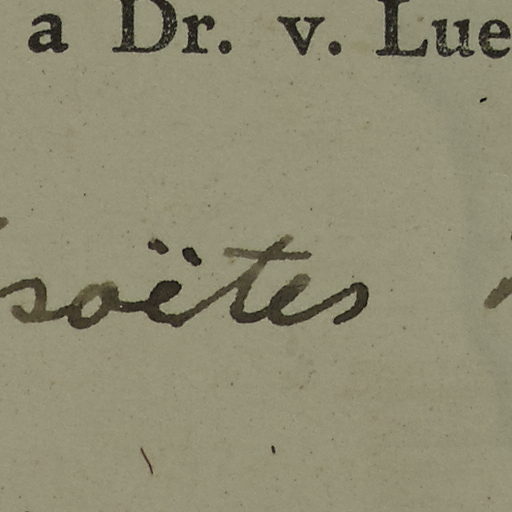 a Dr. v. Lue
soëtes